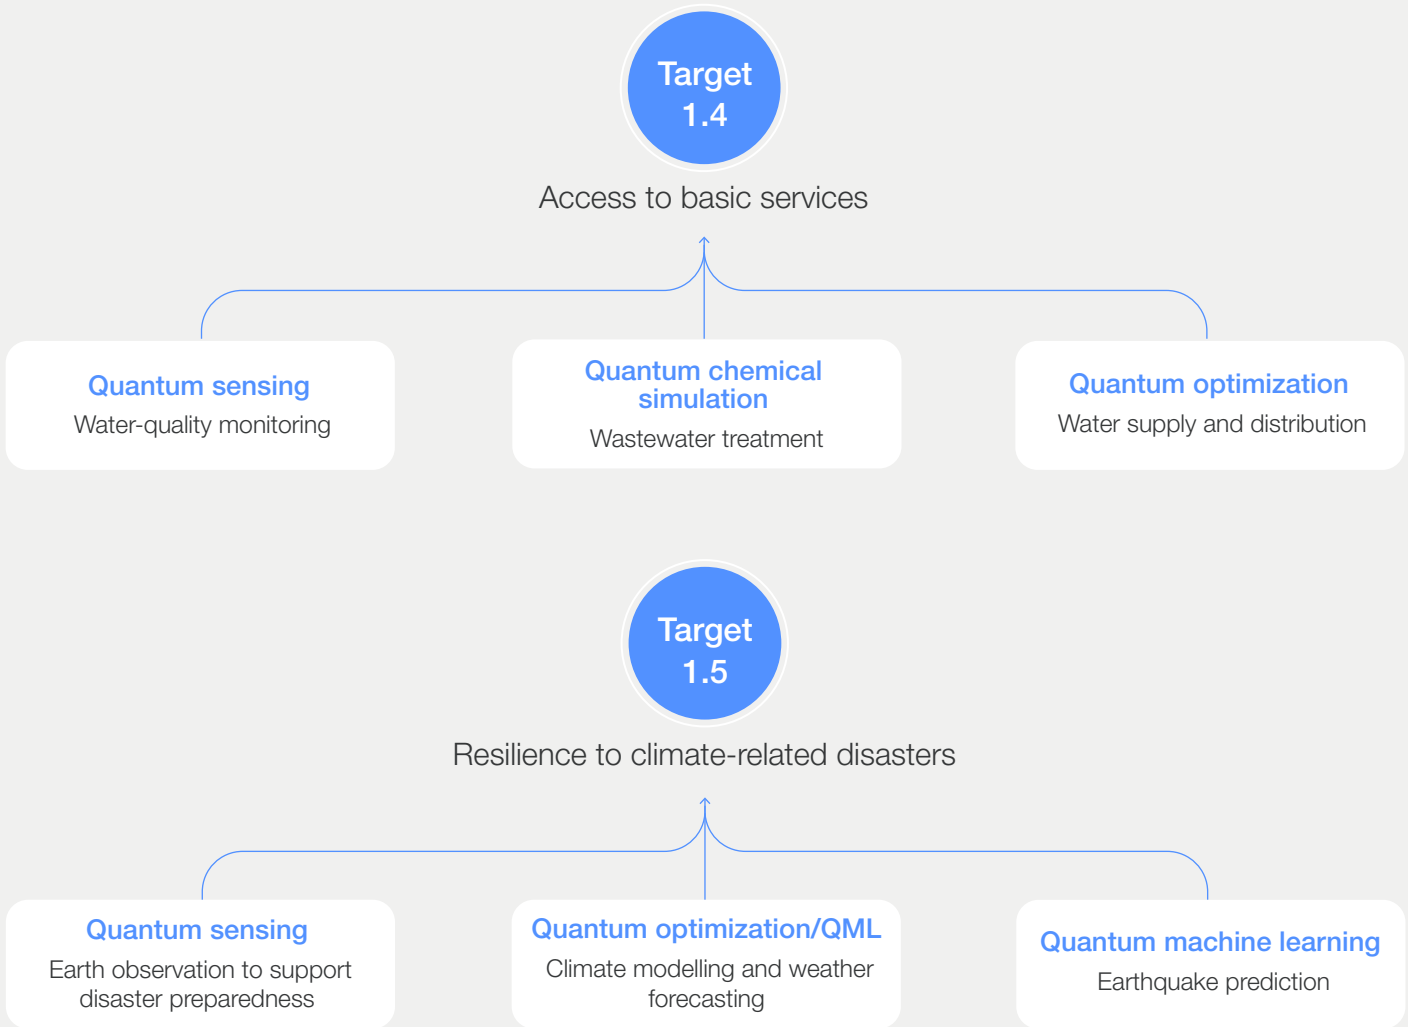 Target
1.4
Access to basic services
Quantum sensing
Water-quality monitoring
Quantum chemical
simulation
Wastewater treatment
Quantum optimization
Water supply and distribution
Target
1.5
Resilience to climate-related disasters
Quantum sensing
Earth observation to support
disaster preparedness
Quantum optimization/QML
Climate modelling and weather
forecasting
Quantum machine learning
Earthquake prediction